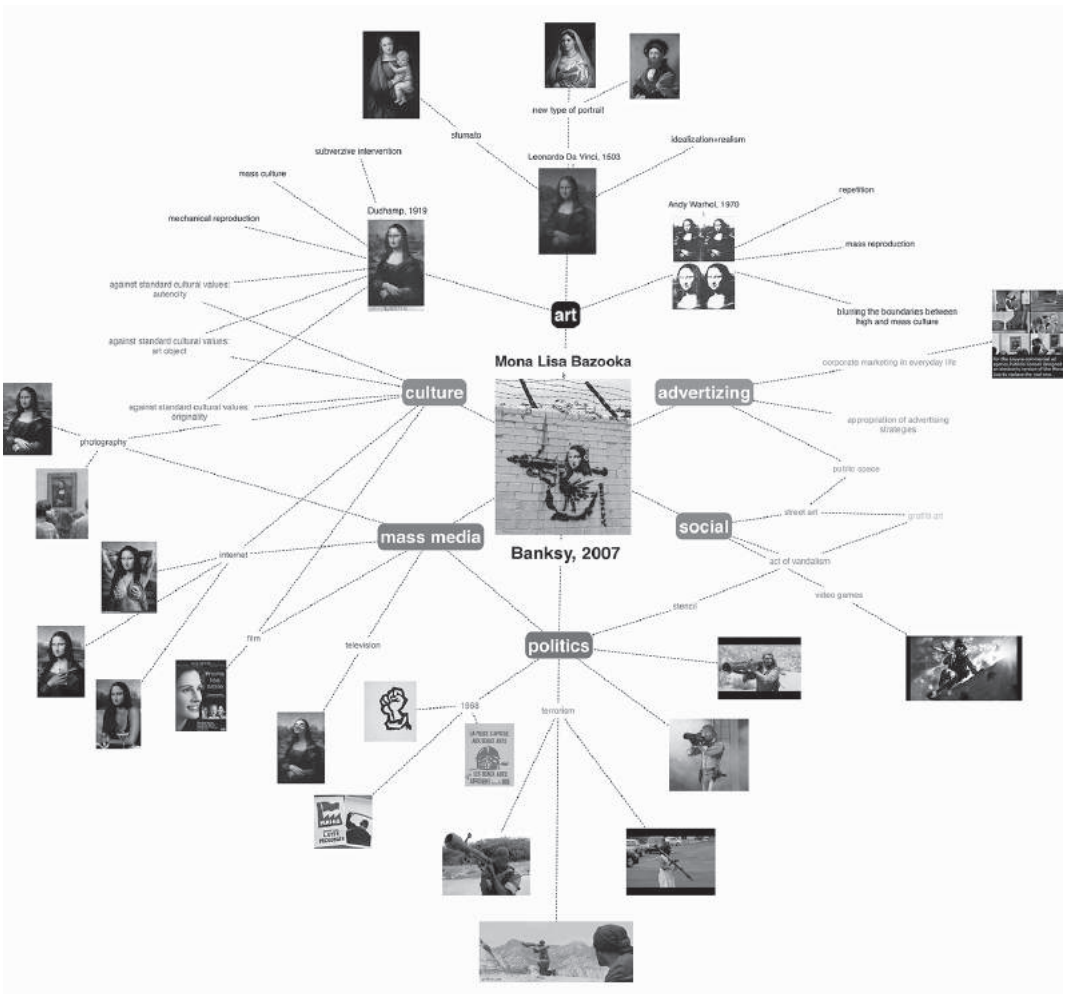 new type of portrait
sfumato
idealization+realism
subverzive intervention
Leonardo Da Vinci, 1503
mass culture
repetition
Duchamp, 1919
Andy Warhol, 1970
mechanical reproduction
mass reproduction
against standard cultural values:
autencity
art
blurring the boundaries between
high and mass culture
against standard cultural values:
art object
Mona Lisa Bazooka
corporate marketing in everyday life
culture
advertizing
against standard cultural values:
originality
appropriation of advertising
strategies
photography
public space
mass media
social
street art
graffiti art
Banksy, 2007
internet
act of vandalism
video games
stencil
film
television
politics
1968
terrorism